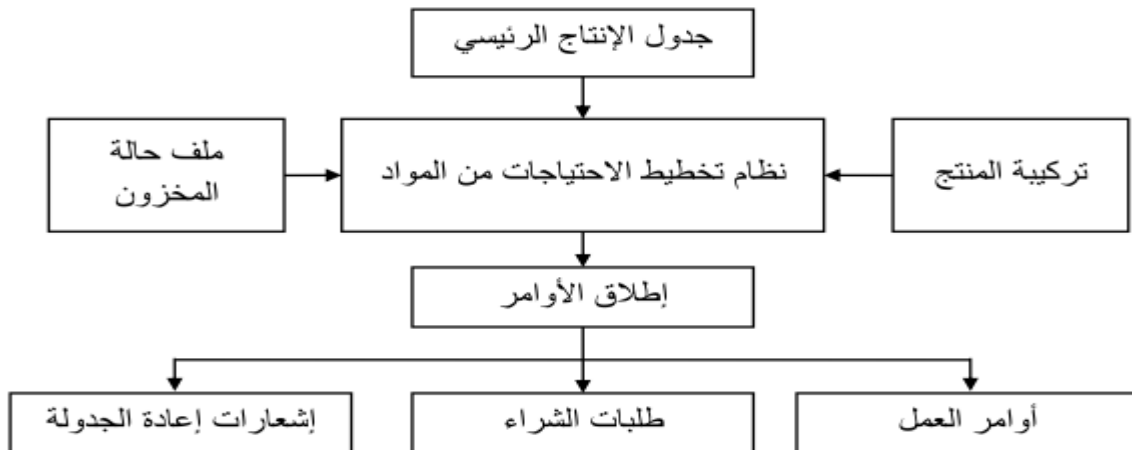 جدول الإنتاج الرئيسي
تركيبة المنتج
نظام تخطيط الاحتياجات من المواد
ملف حالة
المخزون
إطلاق الأوامر
أوامر العمل
طلبات الشراء
إشعارات إعادة الجدولة